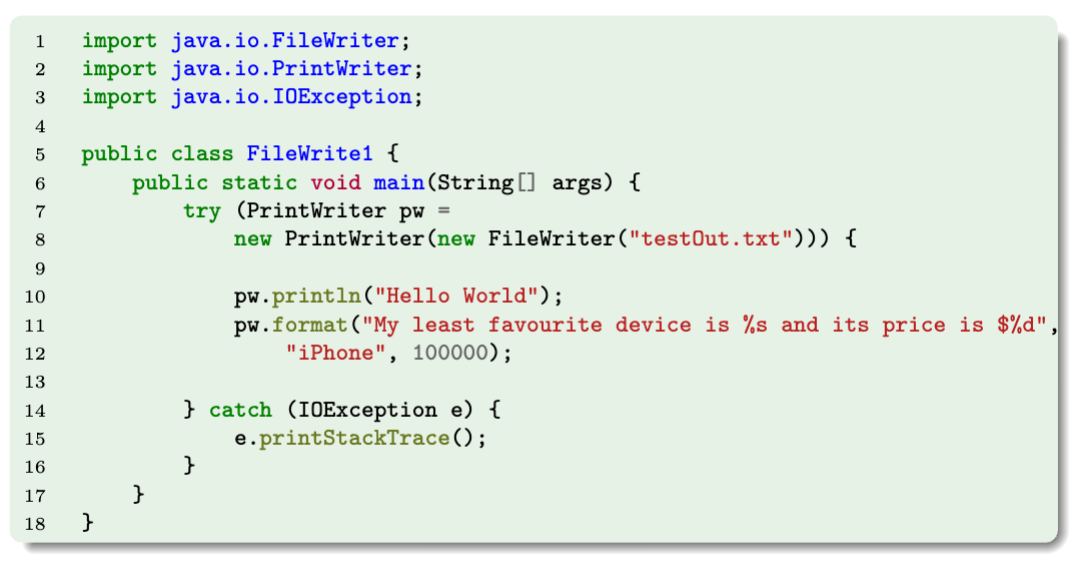 1 import java.io.FileWriter;
2 import java.io.PrintWriter;
3 import java.io.IOException;
4
5 public class FileWrite1 {
6     public static void main(String[] args) {
7         try (PrintWriter pw =
8             new PrintWriter(new FileWriter("testOut.txt"))) {
9
10             pw.println("Hello World");
11             pw.format("My least favourite device is %s and its price is $%d",
12                 "iPhone", 100000);
13
14         } catch (IOException e) {
15             e.printStackTrace();
16         }
17     }
18 }